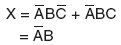 X = A̅BC̅ + A̅BC
= A̅B